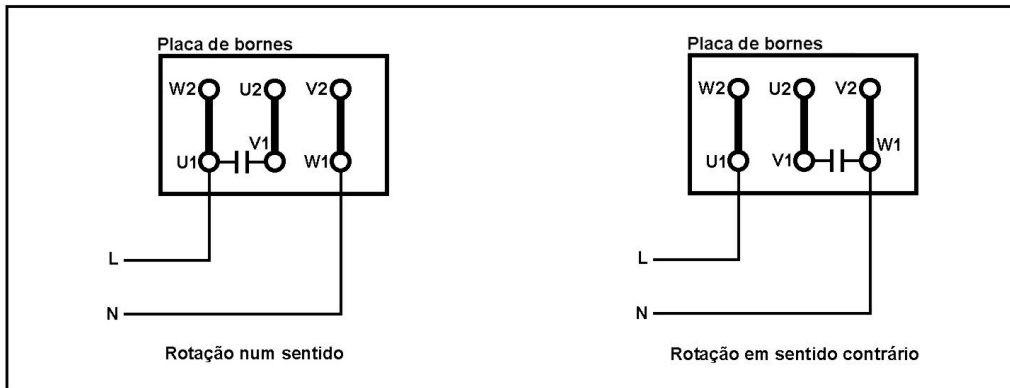 Placa de bornes
W2 U2 V2
U1 V1 W1
L
N
Rotação num sentido
Placa de bornes
W2 U2 V2
U1 V1 W1
L
N
Rotação em sentido contrário